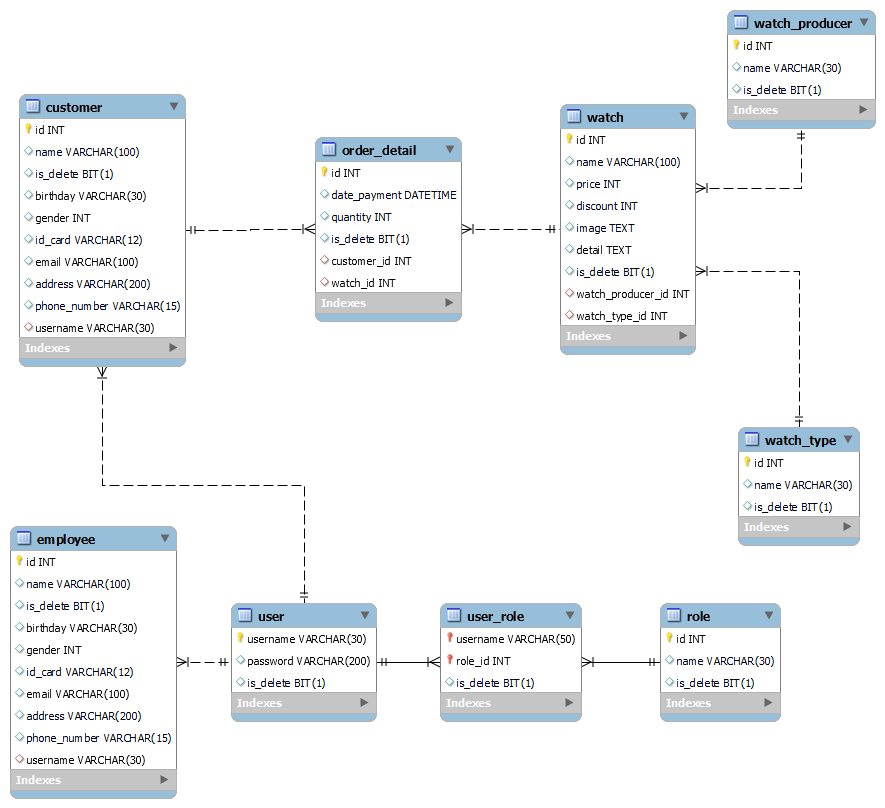 watch_producer
id INT
name VARCHAR(30)
is_delete BIT(1)
Indexes
customer
id INT
name VARCHAR(100)
is_delete BIT(1)
birthday VARCHAR(30)
gender INT
id_card VARCHAR(12)
email VARCHAR(100)
address VARCHAR(200)
phone_number VARCHAR(15)
username VARCHAR(30)
Indexes
order_detail
id INT
date_payment DATETIME
quantity INT
is_delete BIT(1)
customer_id INT
watch_id INT
Indexes
watch
id INT
name VARCHAR(100)
price INT
discount INT
image TEXT
detail TEXT
is_delete BIT(1)
watch_producer_id INT
watch_type_id INT
Indexes
watch_type
id INT
name VARCHAR(30)
is_delete BIT(1)
Indexes
employee
id INT
name VARCHAR(100)
is_delete BIT(1)
birthday VARCHAR(30)
gender INT
id_card VARCHAR(12)
email VARCHAR(100)
address VARCHAR(200)
phone_number VARCHAR(15)
username VARCHAR(30)
Indexes
user
username VARCHAR(30)
password VARCHAR(200)
is_delete BIT(1)
Indexes
user_role
username VARCHAR(50)
role_id INT
is_delete BIT(1)
Indexes
role
id INT
name VARCHAR(30)
is_delete BIT(1)
Indexes